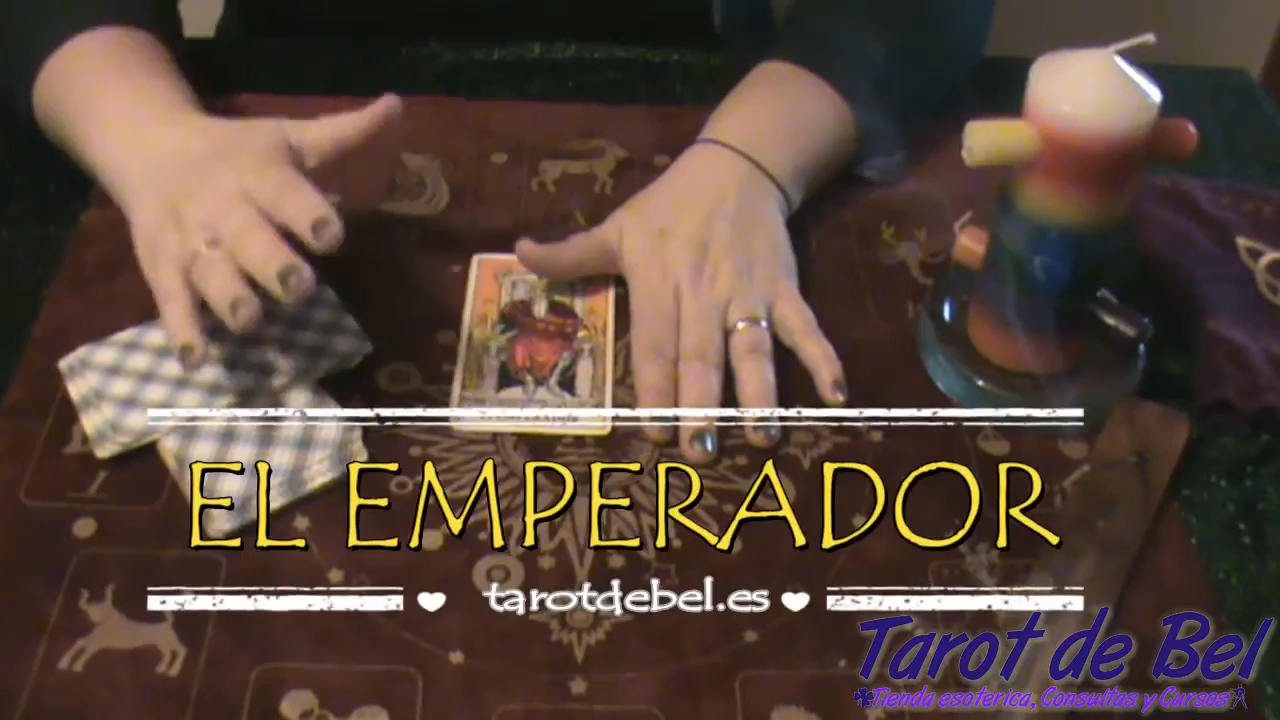 EL EMPERADOR
tarotdebel.es
Tarot de Bel
Tienda esoterica, Consultas y Cursos